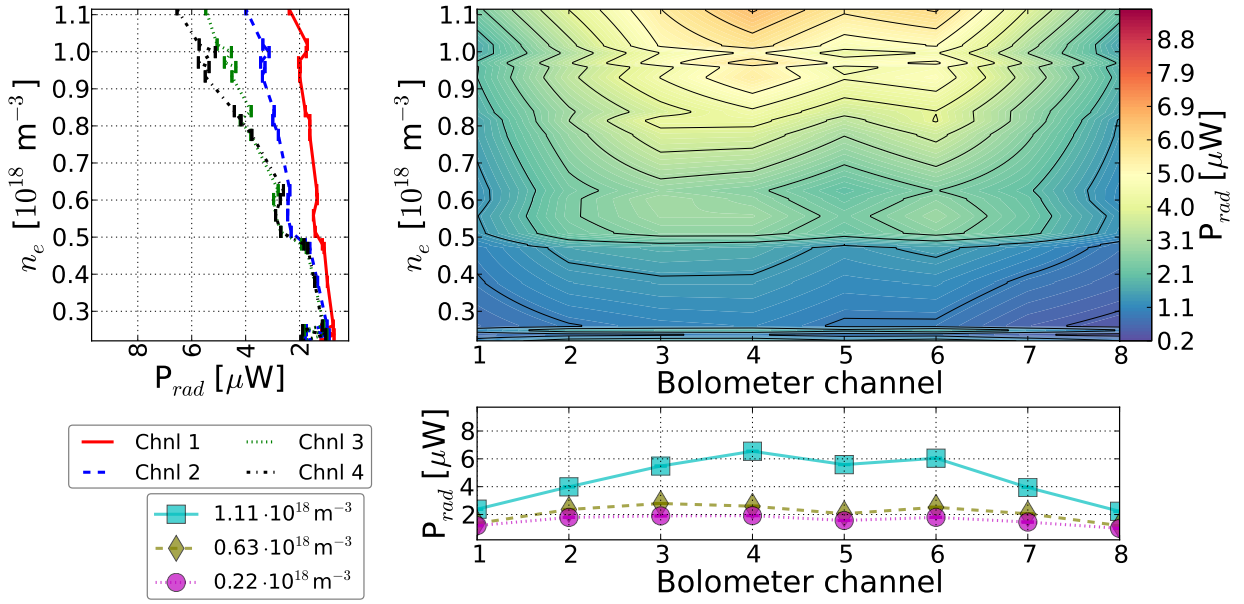 1.1
1.0
0.9
0.8
0.7
0.6
0.5
0.4
0.3
n_e [10^18 m^−3]
8 6 4 2
P_rad [μW]
1.1
1.0
0.9
0.8
0.7
0.6
0.5
0.4
0.3
n_e [10^18 m^−3]
1 2 3 4 5 6 7 8
Bolometer channel
8.8
7.9
6.9
6.0
5.0
4.0
3.1
2.1
1.1
0.2
P_rad [μW]
Chnl 1 Chnl 3
Chnl 2 Chnl 4
1.11 ·10^18 m^−3
0.63 ·10^18 m^−3
0.22 ·10^18 m^−3
8
6
4
2
P_rad [μW]
1 2 3 4 5 6 7 8
Bolometer channel